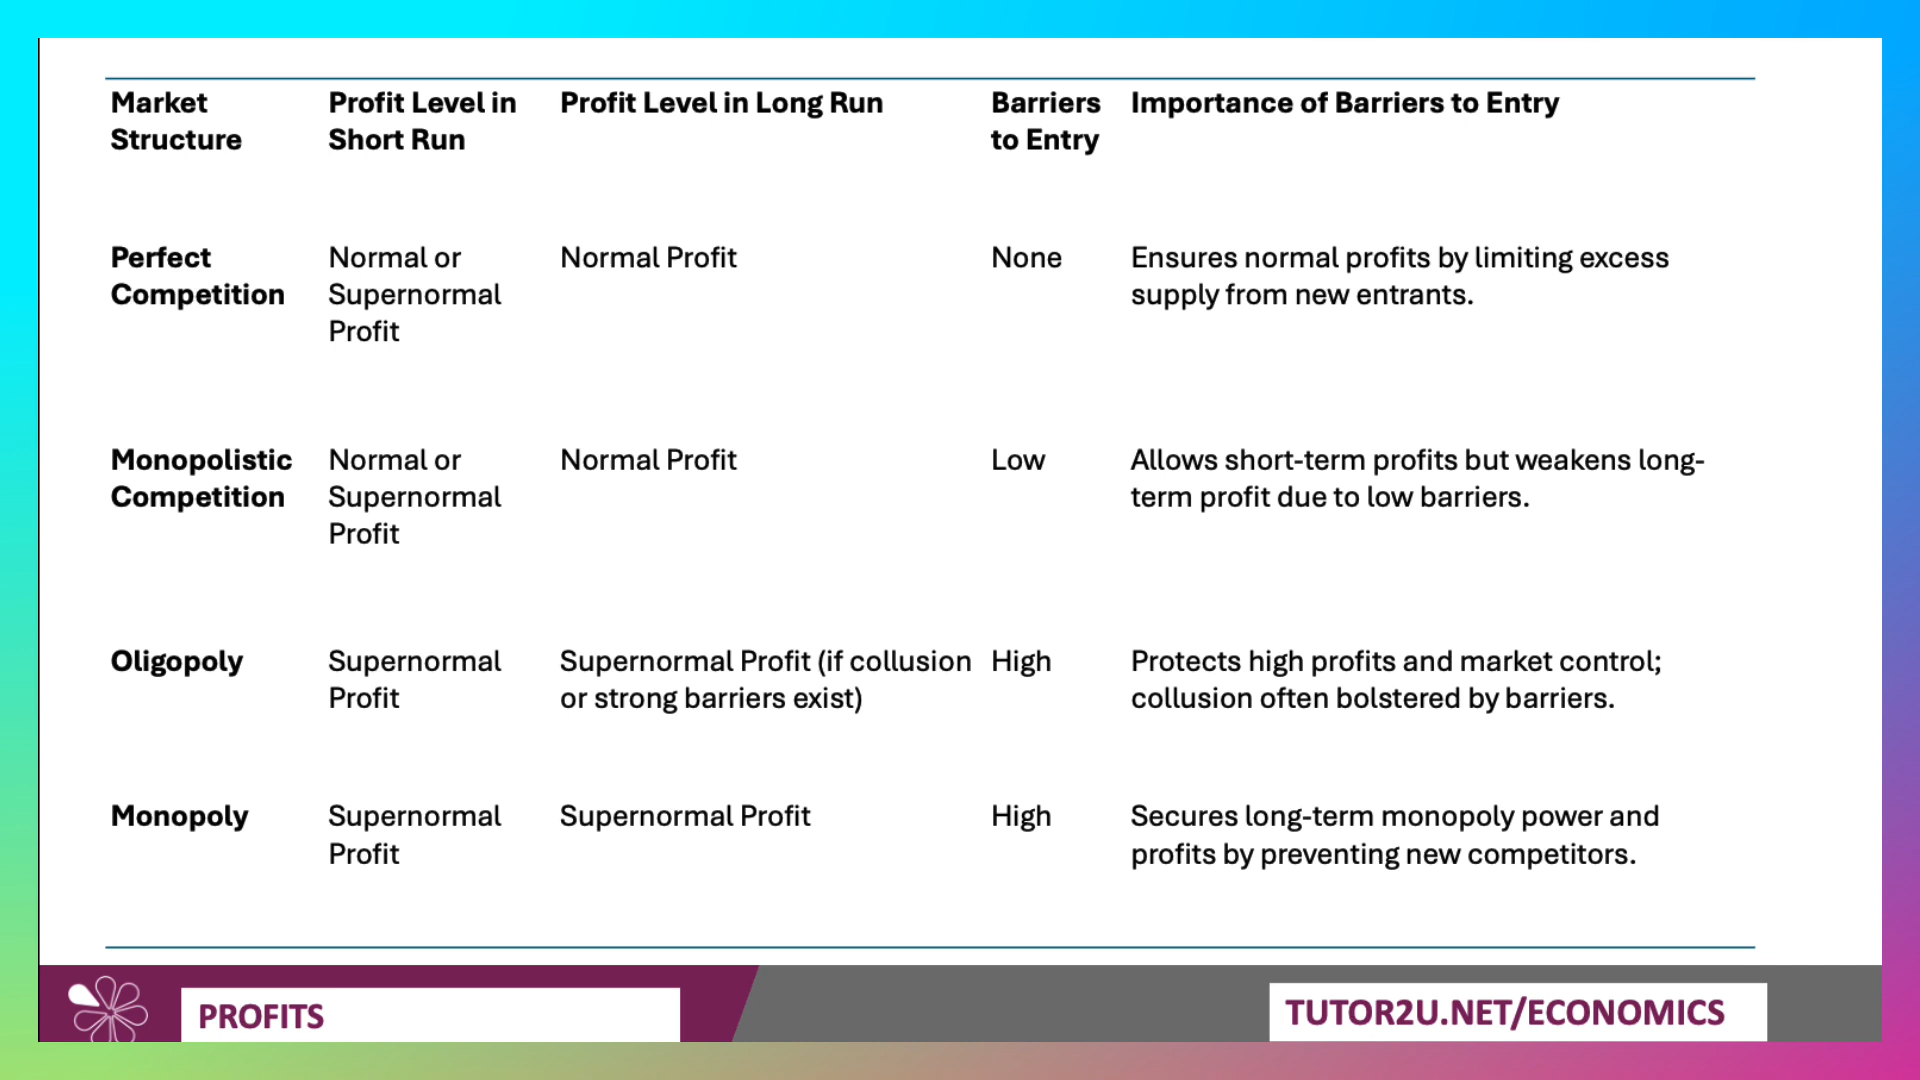 Market Structure | Profit Level in Short Run | Profit Level in Long Run | Barriers to Entry | Importance of Barriers to Entry
Perfect Competition | Normal or Supernormal Profit | Normal Profit | None | Ensures normal profits by limiting excess supply from new entrants.
Monopolistic Competition | Normal or Supernormal Profit | Normal Profit | Low | Allows short-term profits but weakens long-term profit due to low barriers.
Oligopoly | Supernormal Profit | Supernormal Profit (if collusion or strong barriers exist) | High | Protects high profits and market control; collusion often bolstered by barriers.
Monopoly | Supernormal Profit | Supernormal Profit | High | Secures long-term monopoly power and profits by preventing new competitors.
PROFITS
TUTOR2U.NET/ECONOMICS